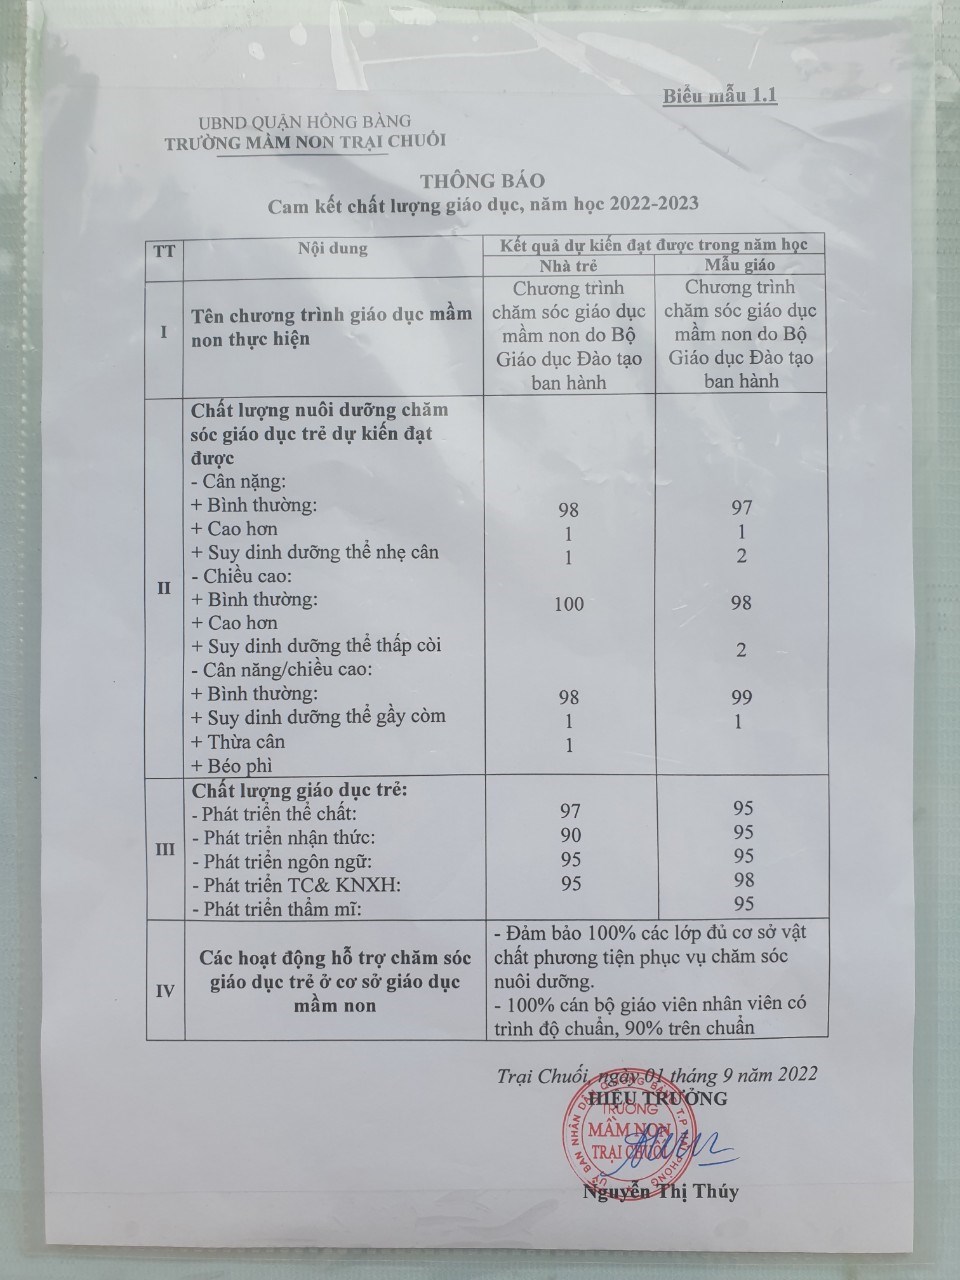 Biểu mẫu 1.1
UBND QUẬN HỒNG BÀNG
TRƯỜNG MẦM NON TRẠI CHUỐI
THÔNG BÁO
Cam kết chất lượng giáo dục, năm học 2022-2023
TT
Nội dung
Kết quả dự kiến đạt được trong năm học
Nhà trẻ
Mẫu giáo
I
Tên chương trình giáo dục mầm
non thực hiện
Chương trình
chăm sóc giáo dục
mầm non do Bộ
Giáo dục Đào tạo
ban hành
Chương trình
chăm sóc giáo dục
mầm non do Bộ
Giáo dục Đào tạo
ban hành
II
Chất lượng nuôi dưỡng chăm
sóc giáo dục trẻ dự kiến đạt
được
- Cân nặng:
+ Bình thường: 98 97
+ Cao hơn 1 1
+ Suy dinh dưỡng thể nhẹ cân 1 2
- Chiều cao:
+ Bình thường: 100 98
+ Cao hơn
+ Suy dinh dưỡng thể thấp còi 2
- Cân năng/chiều cao:
+ Bình thường: 98 99
+ Suy dinh dưỡng thể gầy còm 1 1
+ Thừa cân 1
+ Béo phì
III
Chất lượng giáo dục trẻ:
- Phát triển thể chất: 97 95
- Phát triển nhận thức: 90 95
- Phát triển ngôn ngữ: 95 95
- Phát triển TC& KNXH: 95 98
- Phát triển thẩm mĩ: 95
IV
Các hoạt động hỗ trợ chăm sóc
giáo dục trẻ ở cơ sở giáo dục
mầm non
- Đảm bảo 100% các lớp đủ cơ sở vật
chất phương tiện phục vụ chăm sóc
nuôi dưỡng.
- 100% cán bộ giáo viên nhân viên có
trình độ chuẩn, 90% trên chuẩn
Trại Chuối, ngày 01 tháng 9 năm 2022
HIỆU TRƯỞNG
TRƯỜNG
MẦM NON
TRẠI CHUỐI
Nguyễn Thị Thúy